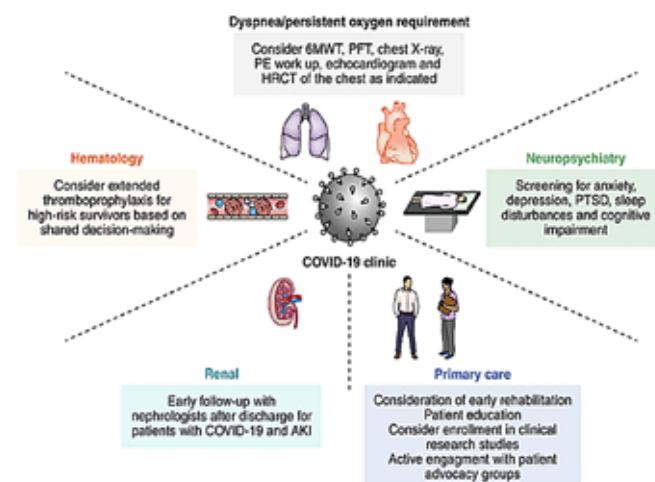 Dyspnea/persistent oxygen requirement
Consider 6MWT, PFT, chest X-ray,
PE work up, echocardiogram and
HRCT of the chest as indicated
Hematology
Consider extended
thromboprophylaxis for
high-risk survivors based on
shared decision-making
Neuropsychiatry
Screening for anxiety,
depression, PTSD, sleep
disturbances and cognitive
impairment
COVID-19 clinic
Renal
Early follow-up with
nephrologists after discharge for
patients with COVID-19 and AKI
Primary care
Consideration of early rehabilitation
Patient education
Consider enrollment in clinical
research studies
Active engagment with patient
advocacy groups